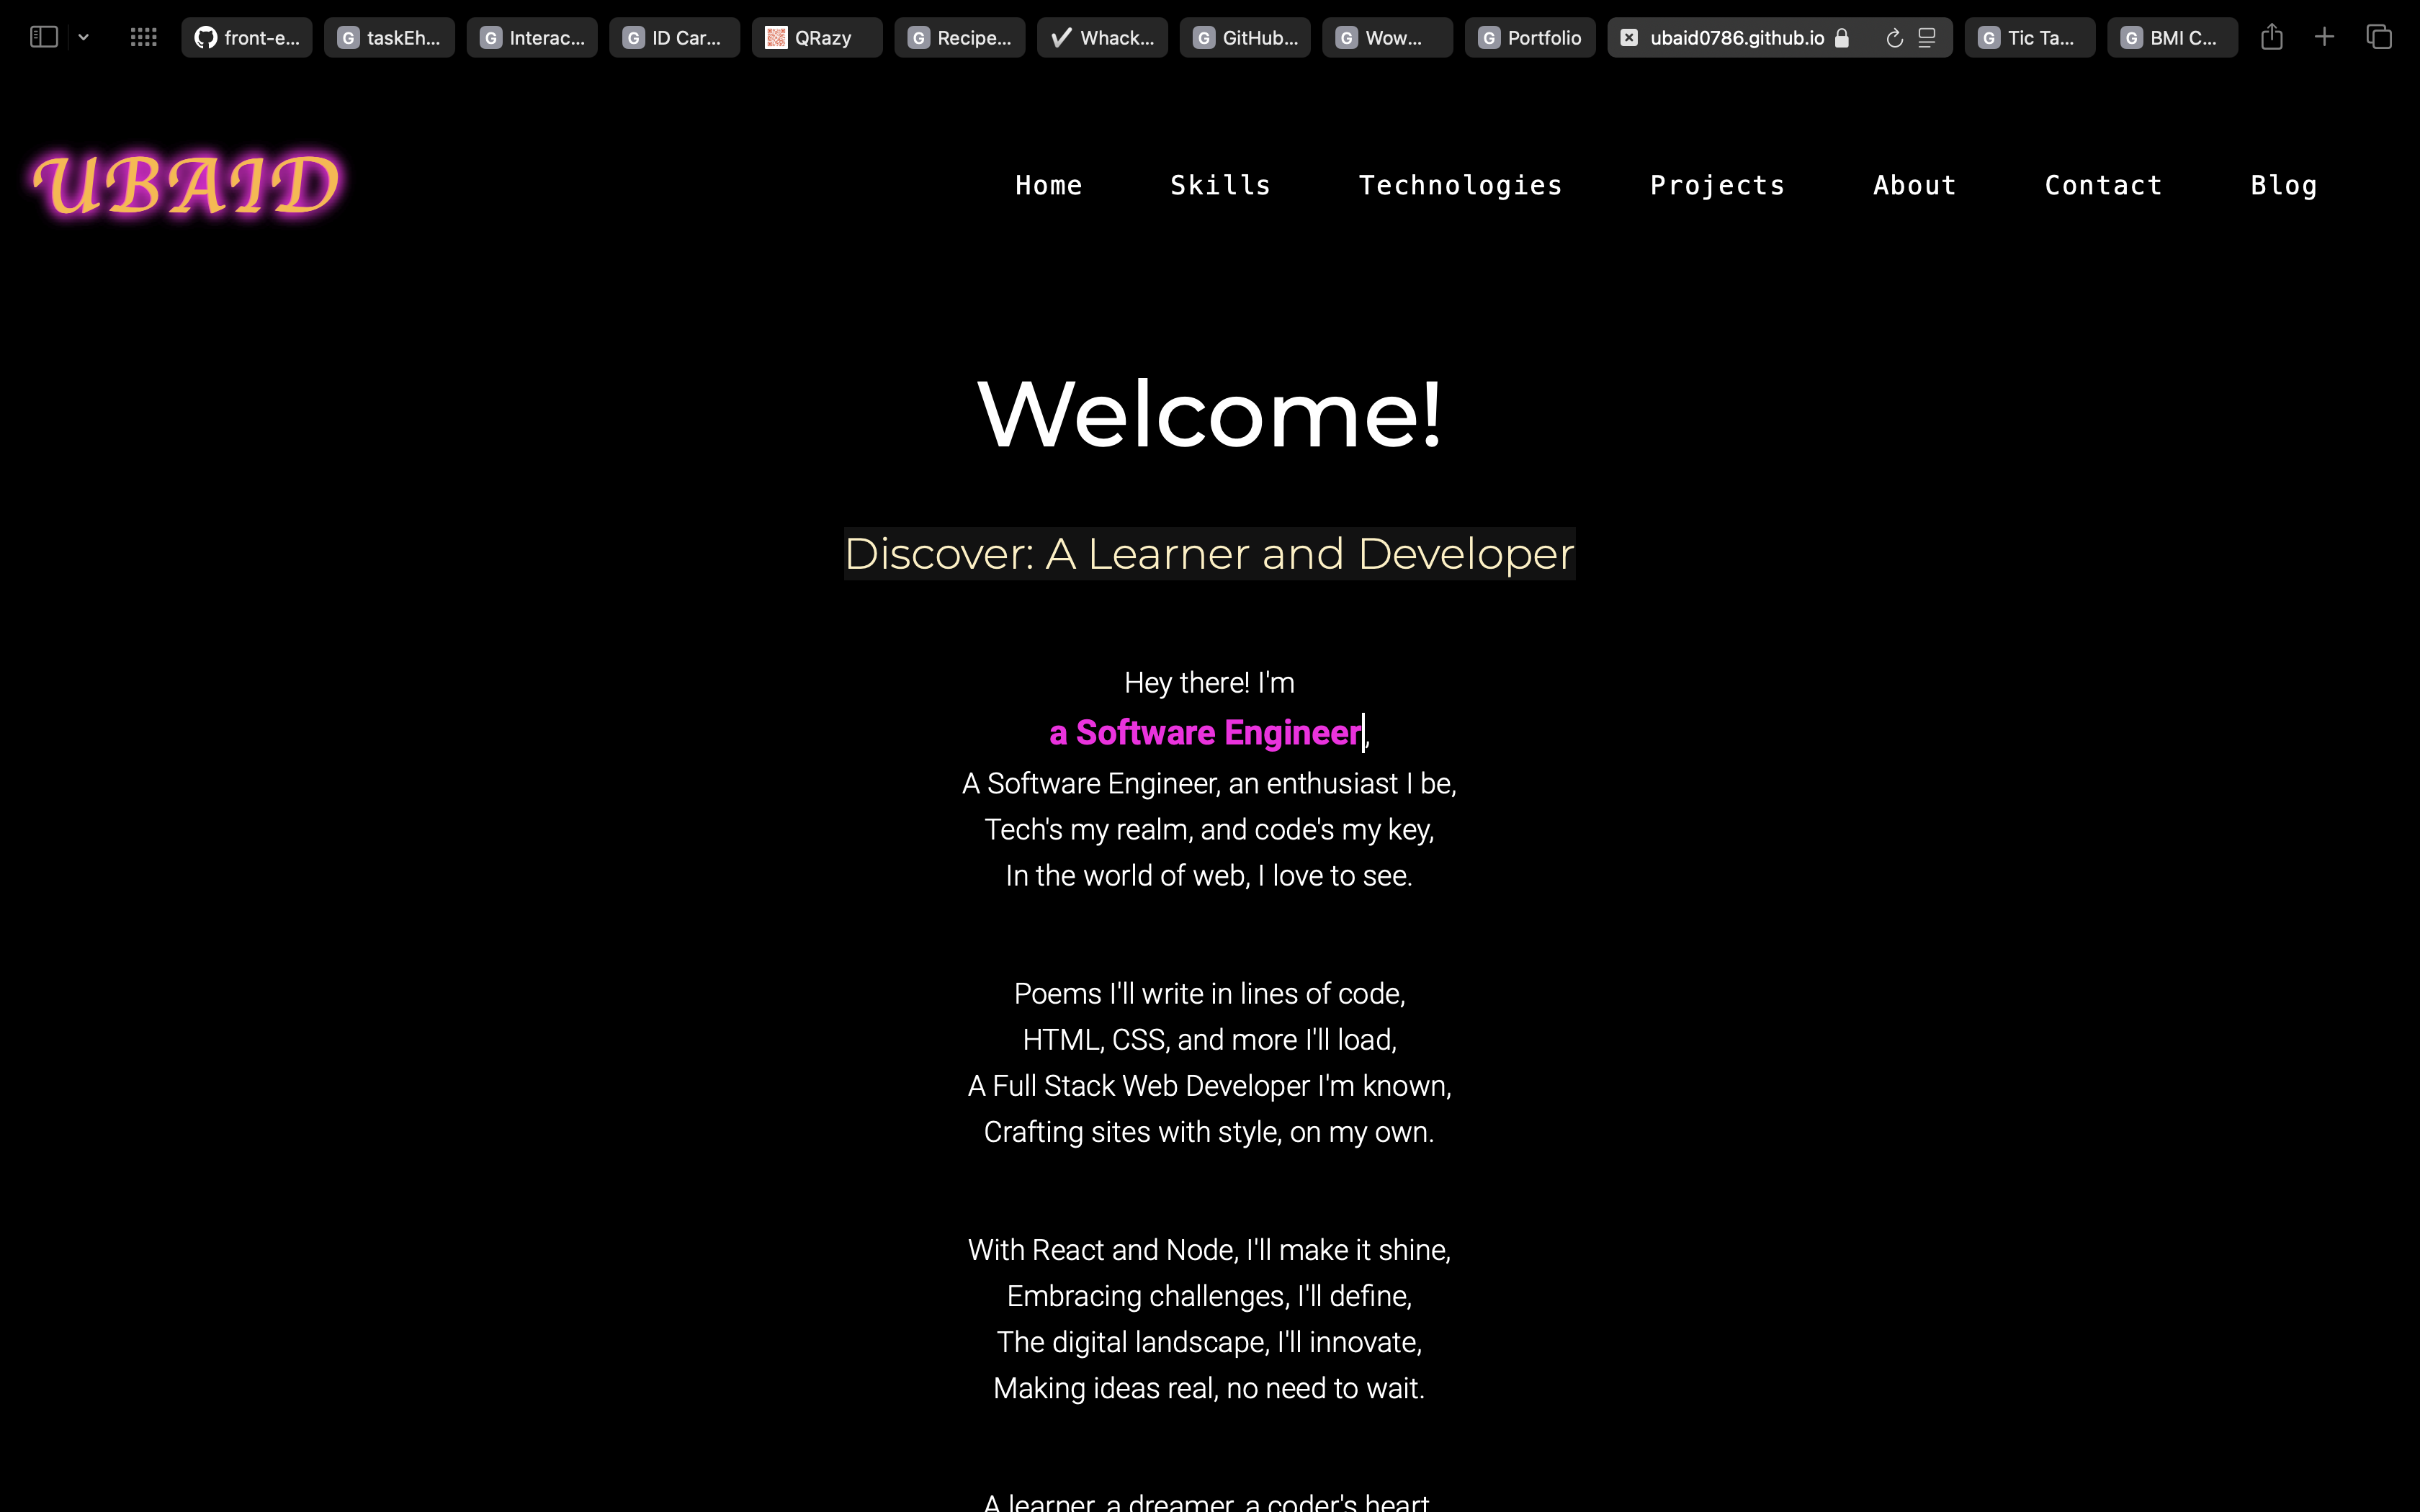 front-e...
taskEh...
Interac...
ID Car...
QRazy
Recipe...
Whack...
GitHub...
Wow...
Portfolio
ubaid0786.github.io
Tic Ta...
BMI C...
UBAID
Home
Skills
Technologies
Projects
About
Contact
Blog
Welcome!
Discover: A Learner and Developer
Hey there! I'm
a Software Engineer,
A Software Engineer, an enthusiast I be,
Tech's my realm, and code's my key,
In the world of web, I love to see.
Poems I'll write in lines of code,
HTML, CSS, and more I'll load,
A Full Stack Web Developer I'm known,
Crafting sites with style, on my own.
With React and Node, I'll make it shine,
Embracing challenges, I'll define,
The digital landscape, I'll innovate,
Making ideas real, no need to wait.
A learner, a dreamer, a coder's heart